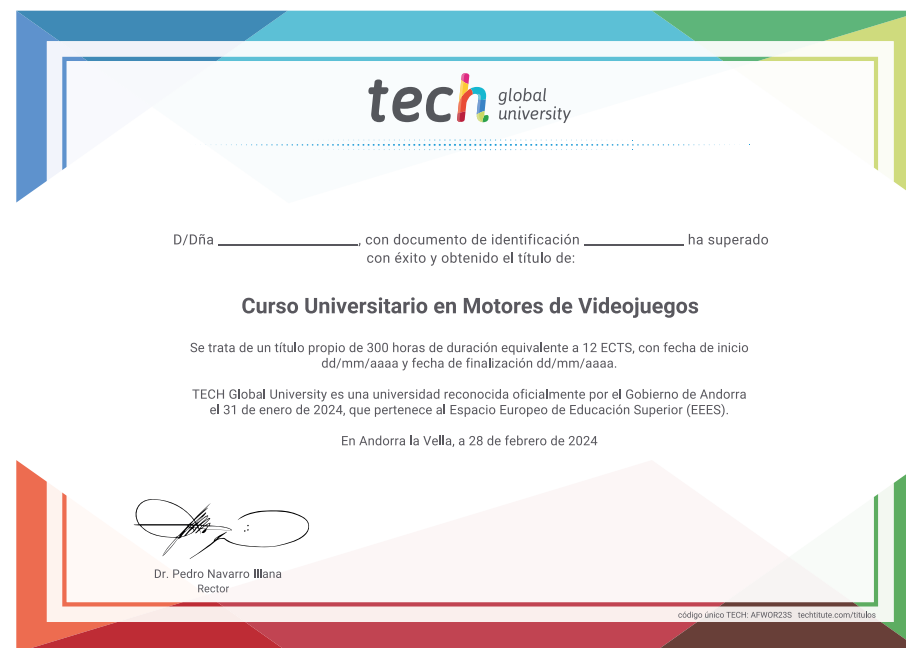 tech global university
D/Dña ____________________, con documento de identificación ______________ ha superado
con éxito y obtenido el título de:
Curso Universitario en Motores de Videojuegos
Se trata de un título propio de 300 horas de duración equivalente a 12 ECTS, con fecha de inicio
dd/mm/aaaa y fecha de finalización dd/mm/aaaa.
TECH Global University es una universidad reconocida oficialmente por el Gobierno de Andorra
el 31 de enero de 2024, que pertenece al Espacio Europeo de Educación Superior (EEES).
En Andorra la Vella, a 28 de febrero de 2024
Dr. Pedro Navarro Illana
Rector
código único TECH: AFWOR23S techtitute.com/titulos